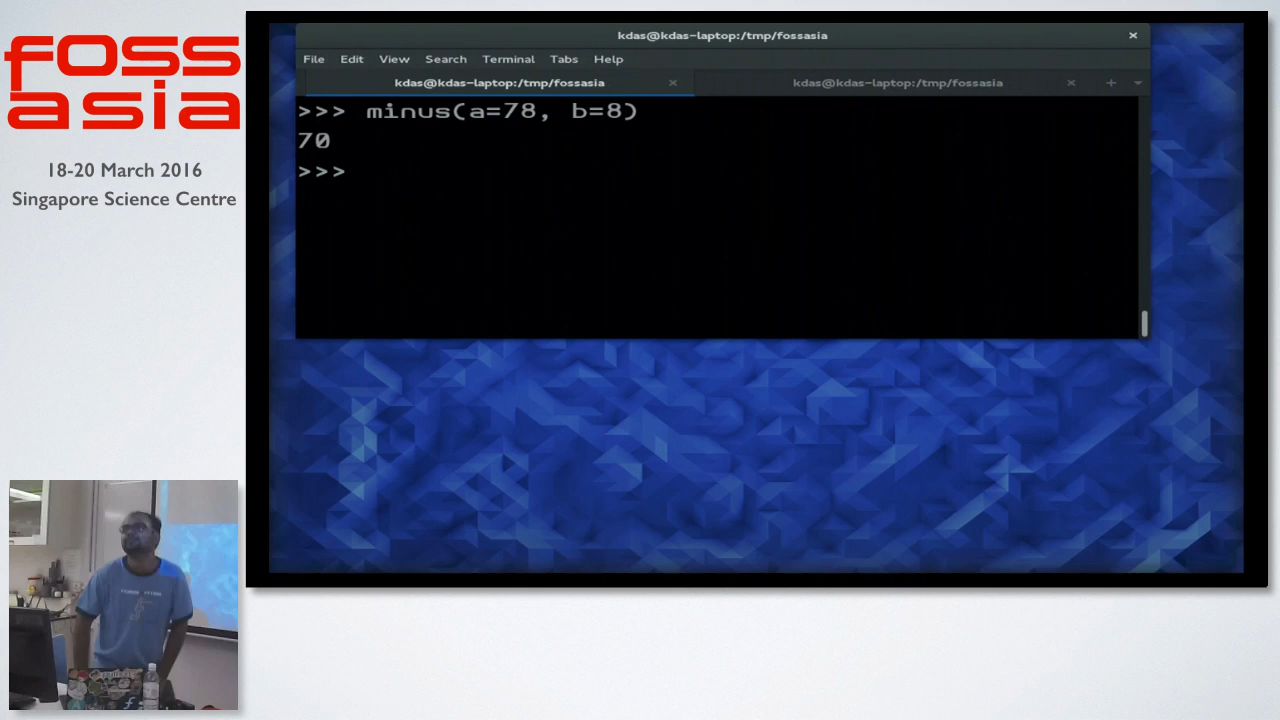 foss
asia
18-20 March 2016
Singapore Science Centre
kdas@kdas-laptop:/tmp/fossasia
File Edit View Search Terminal Tabs Help
kdas@kdas-laptop:/tmp/fossasia kdas@kdas-laptop:/tmp/fossasia
>>> minus(a=78, b=8)
70
>>>